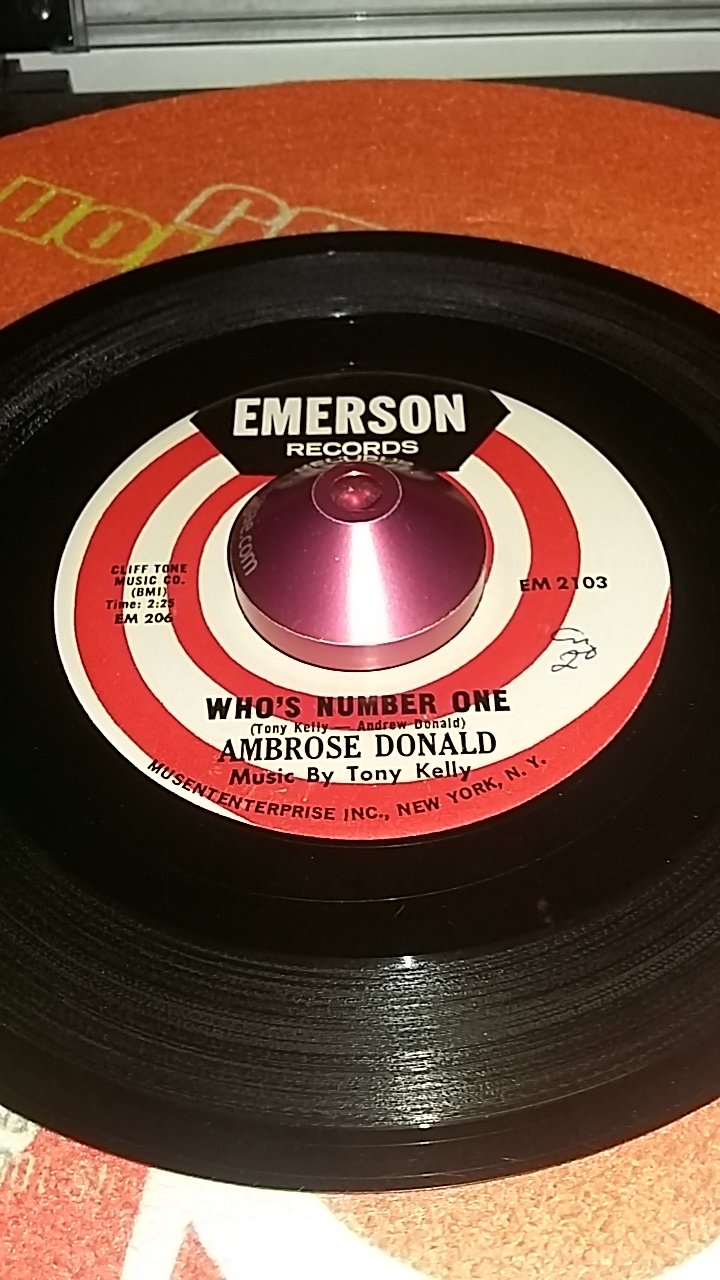 EMERSON
RECORDS
CLIFF TONE
MUSIC CO.
(BMI)
Time: 2:25
EM 206
EM 2103
WHO'S NUMBER ONE
(Tony Kelly — Andrew Donald)
AMBROSE DONALD
Music By Tony Kelly
MUSENTENTERPRISE INC., NEW YORK, N. Y.